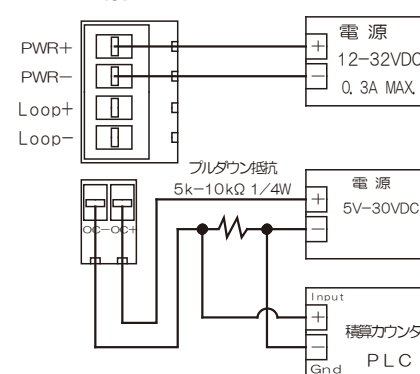 PWR+
PWR−
Loop+
Loop−
電源
12−32VDC
0.3A MAX.
+
−
プルダウン抵抗
5k−10kΩ 1/4W
電源
5V−30VDC
+
−
OC−OC+
Input
+
−
Gnd
積算カウンタ
PLC